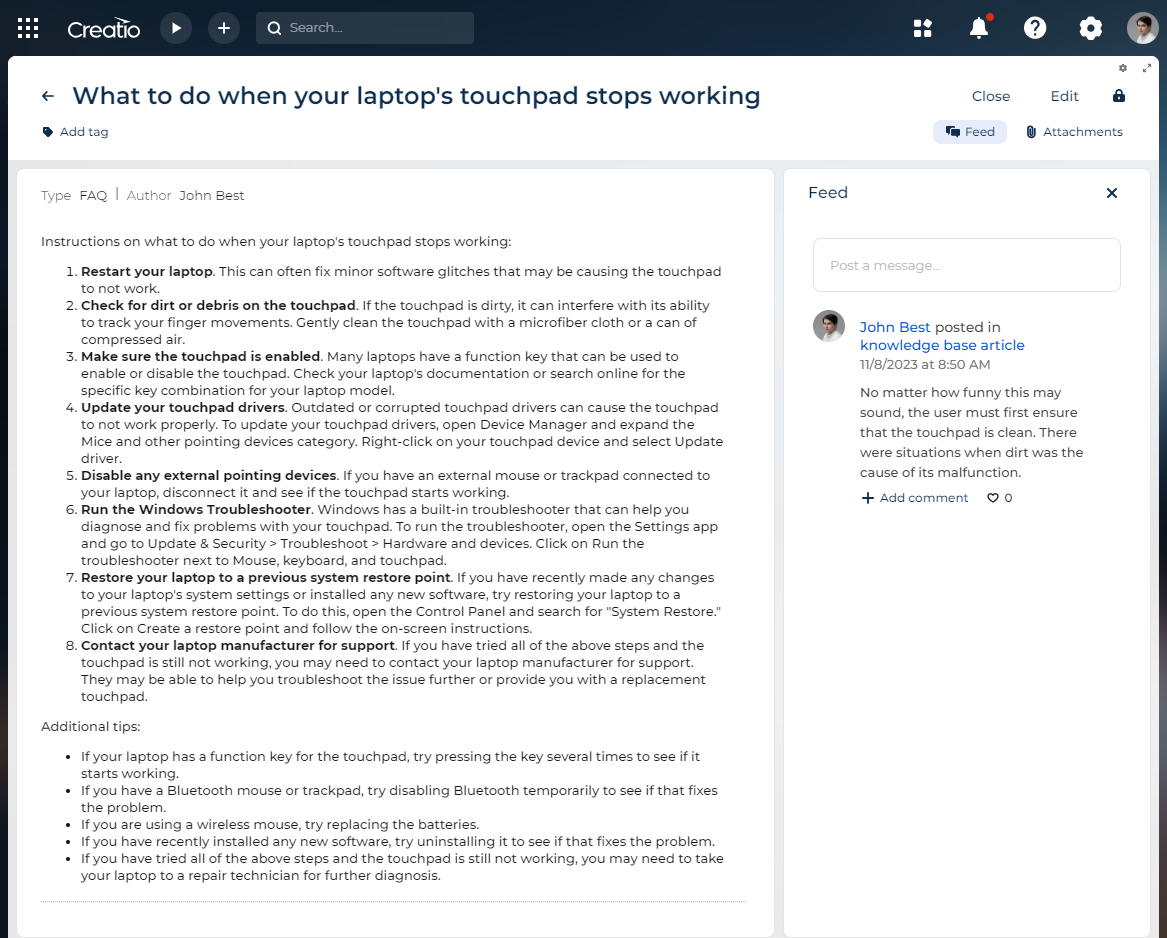 Creatio
Search...
What to do when your laptop's touchpad stops working
Close
Edit
Add tag
Feed
Attachments
Type FAQ | Author John Best
Instructions on what to do when your laptop's touchpad stops working:
1. Restart your laptop. This can often fix minor software glitches that may be causing the touchpad
to not work.
2. Check for dirt or debris on the touchpad. If the touchpad is dirty, it can interfere with its ability
to track your finger movements. Gently clean the touchpad with a microfiber cloth or a can of
compressed air.
3. Make sure the touchpad is enabled. Many laptops have a function key that can be used to
enable or disable the touchpad. Check your laptop's documentation or search online for the
specific key combination for your laptop model.
4. Update your touchpad drivers. Outdated or corrupted touchpad drivers can cause the touchpad
to not work properly. To update your touchpad drivers, open Device Manager and expand the
Mice and other pointing devices category. Right-click on your touchpad device and select Update
driver.
5. Disable any external pointing devices. If you have an external mouse or trackpad connected to
your laptop, disconnect it and see if the touchpad starts working.
6. Run the Windows Troubleshooter. Windows has a built-in troubleshooter that can help you
diagnose and fix problems with your touchpad. To run the troubleshooter, open the Settings app
and go to Update & Security > Troubleshoot > Hardware and devices. Click on Run the
troubleshooter next to Mouse, keyboard, and touchpad.
7. Restore your laptop to a previous system restore point. If you have recently made any changes
to your laptop's system settings or installed any new software, try restoring your laptop to a
previous system restore point. To do this, open the Control Panel and search for "System Restore."
Click on Create a restore point and follow the on-screen instructions.
8. Contact your laptop manufacturer for support. If you have tried all of the above steps and the
touchpad is still not working, you may need to contact your laptop manufacturer for support.
They may be able to help you troubleshoot the issue further or provide you with a replacement
touchpad.
Additional tips:
• If your laptop has a function key for the touchpad, try pressing the key several times to see if it
starts working.
• If you have a Bluetooth mouse or trackpad, try disabling Bluetooth temporarily to see if that fixes
the problem.
• If you are using a wireless mouse, try replacing the batteries.
• If you have recently installed any new software, try uninstalling it to see if that fixes the problem.
• If you have tried all of the above steps and the touchpad is still not working, you may need to take
your laptop to a repair technician for further diagnosis.
Feed
Post a message...
John Best posted in
knowledge base article
11/8/2023 at 8:50 AM
No matter how funny this may
sound, the user must first ensure
that the touchpad is clean. There
were situations when dirt was the
cause of its malfunction.
Add comment
0